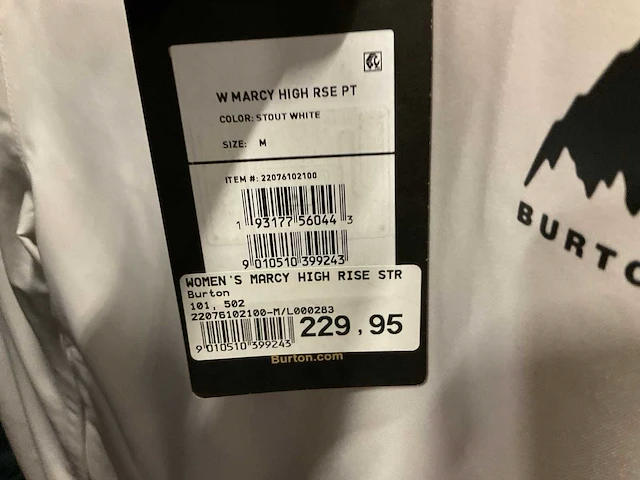 W MARCY HIGH RSE PT
COLOR: STOUT WHITE
SIZE: M
ITEM #: 22076102100
1 93177 56044 3
9 010510 399243
WOMEN'S MARCY HIGH RISE STR
Burton
101, 502
22076102100-M/L000283
9 010510 399243
229,95
Burton.com
BURTO